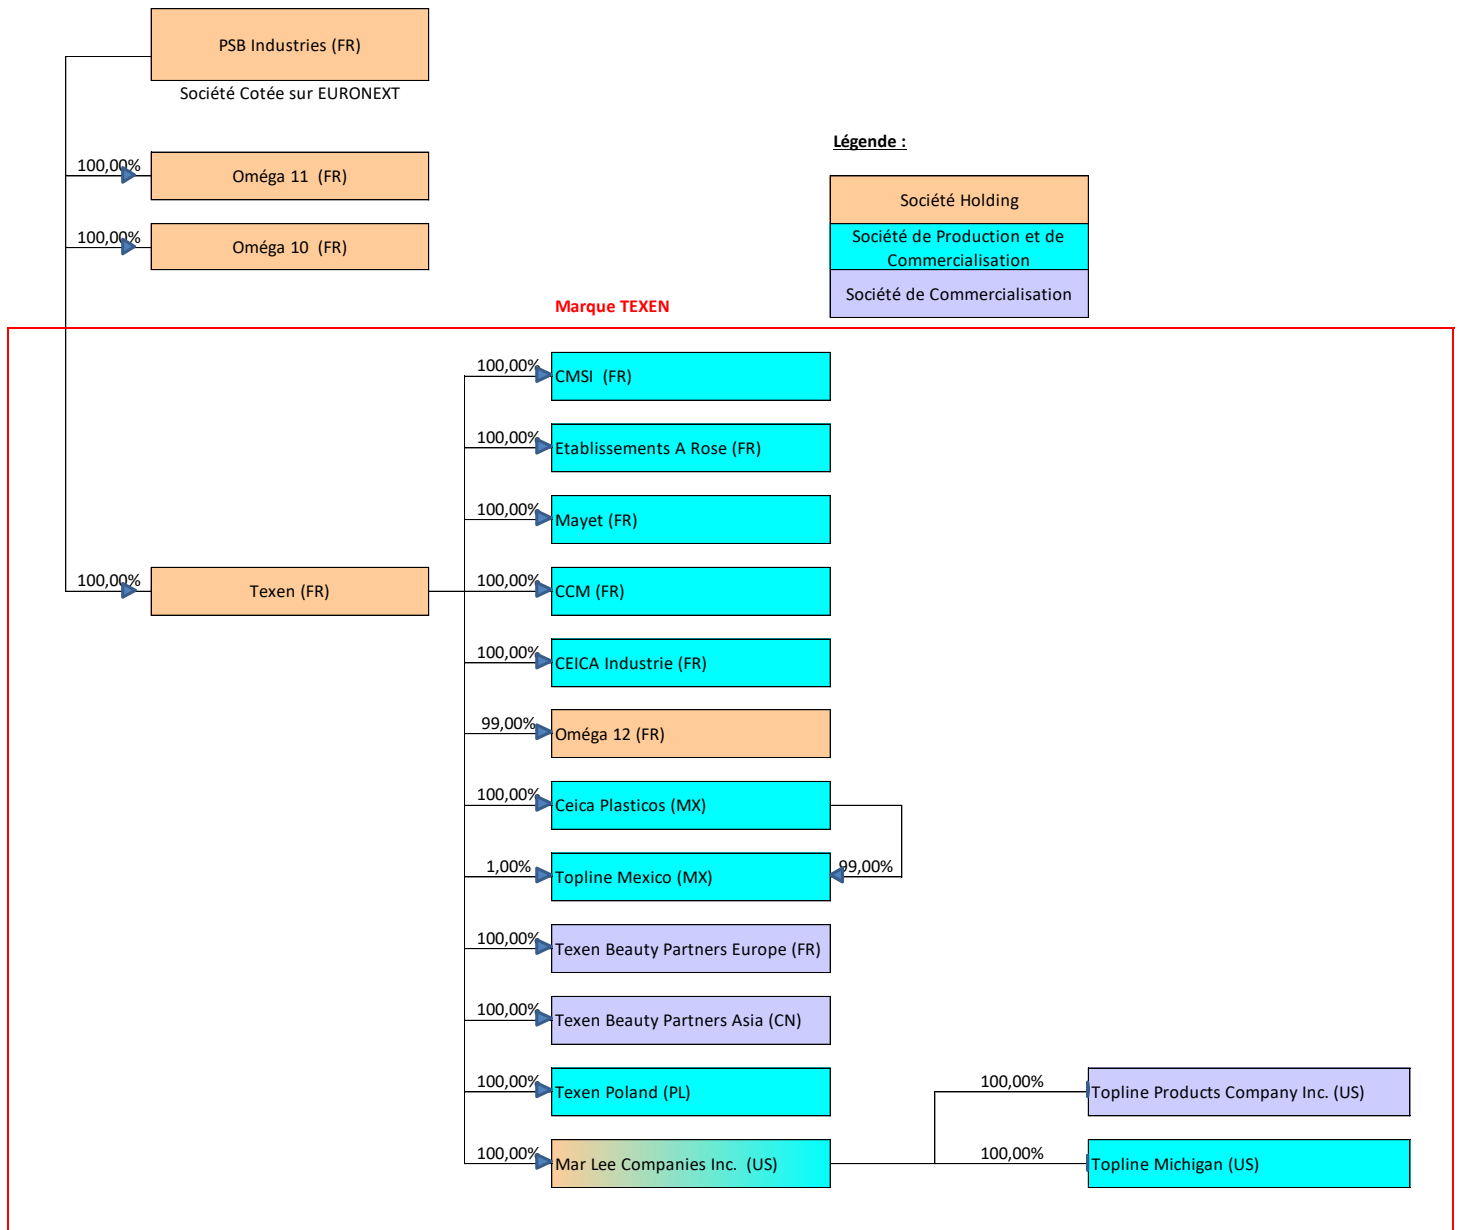 PSB Industries (FR)
Société Cotée sur EURONEXT
Légende :
100,00%
Oméga 11 (FR)
Société Holding
100,00%
Oméga 10 (FR)
Société de Production et de
Commercialisation
Société de Commercialisation
Marque TEXEN
100,00%
CMSI (FR)
100,00%
Etablissements A Rose (FR)
100,00%
Mayet (FR)
100,00%
Texen (FR)
100,00%
CCM (FR)
100,00%
CEICA Industrie (FR)
99,00%
Oméga 12 (FR)
100,00%
Ceica Plasticos (MX)
1,00%
Topline Mexico (MX)
99,00%
100,00%
Texen Beauty Partners Europe (FR)
100,00%
Texen Beauty Partners Asia (CN)
100,00%
Texen Poland (PL)
100,00%
Topline Products Company Inc. (US)
100,00%
Mar Lee Companies Inc. (US)
100,00%
Topline Michigan (US)